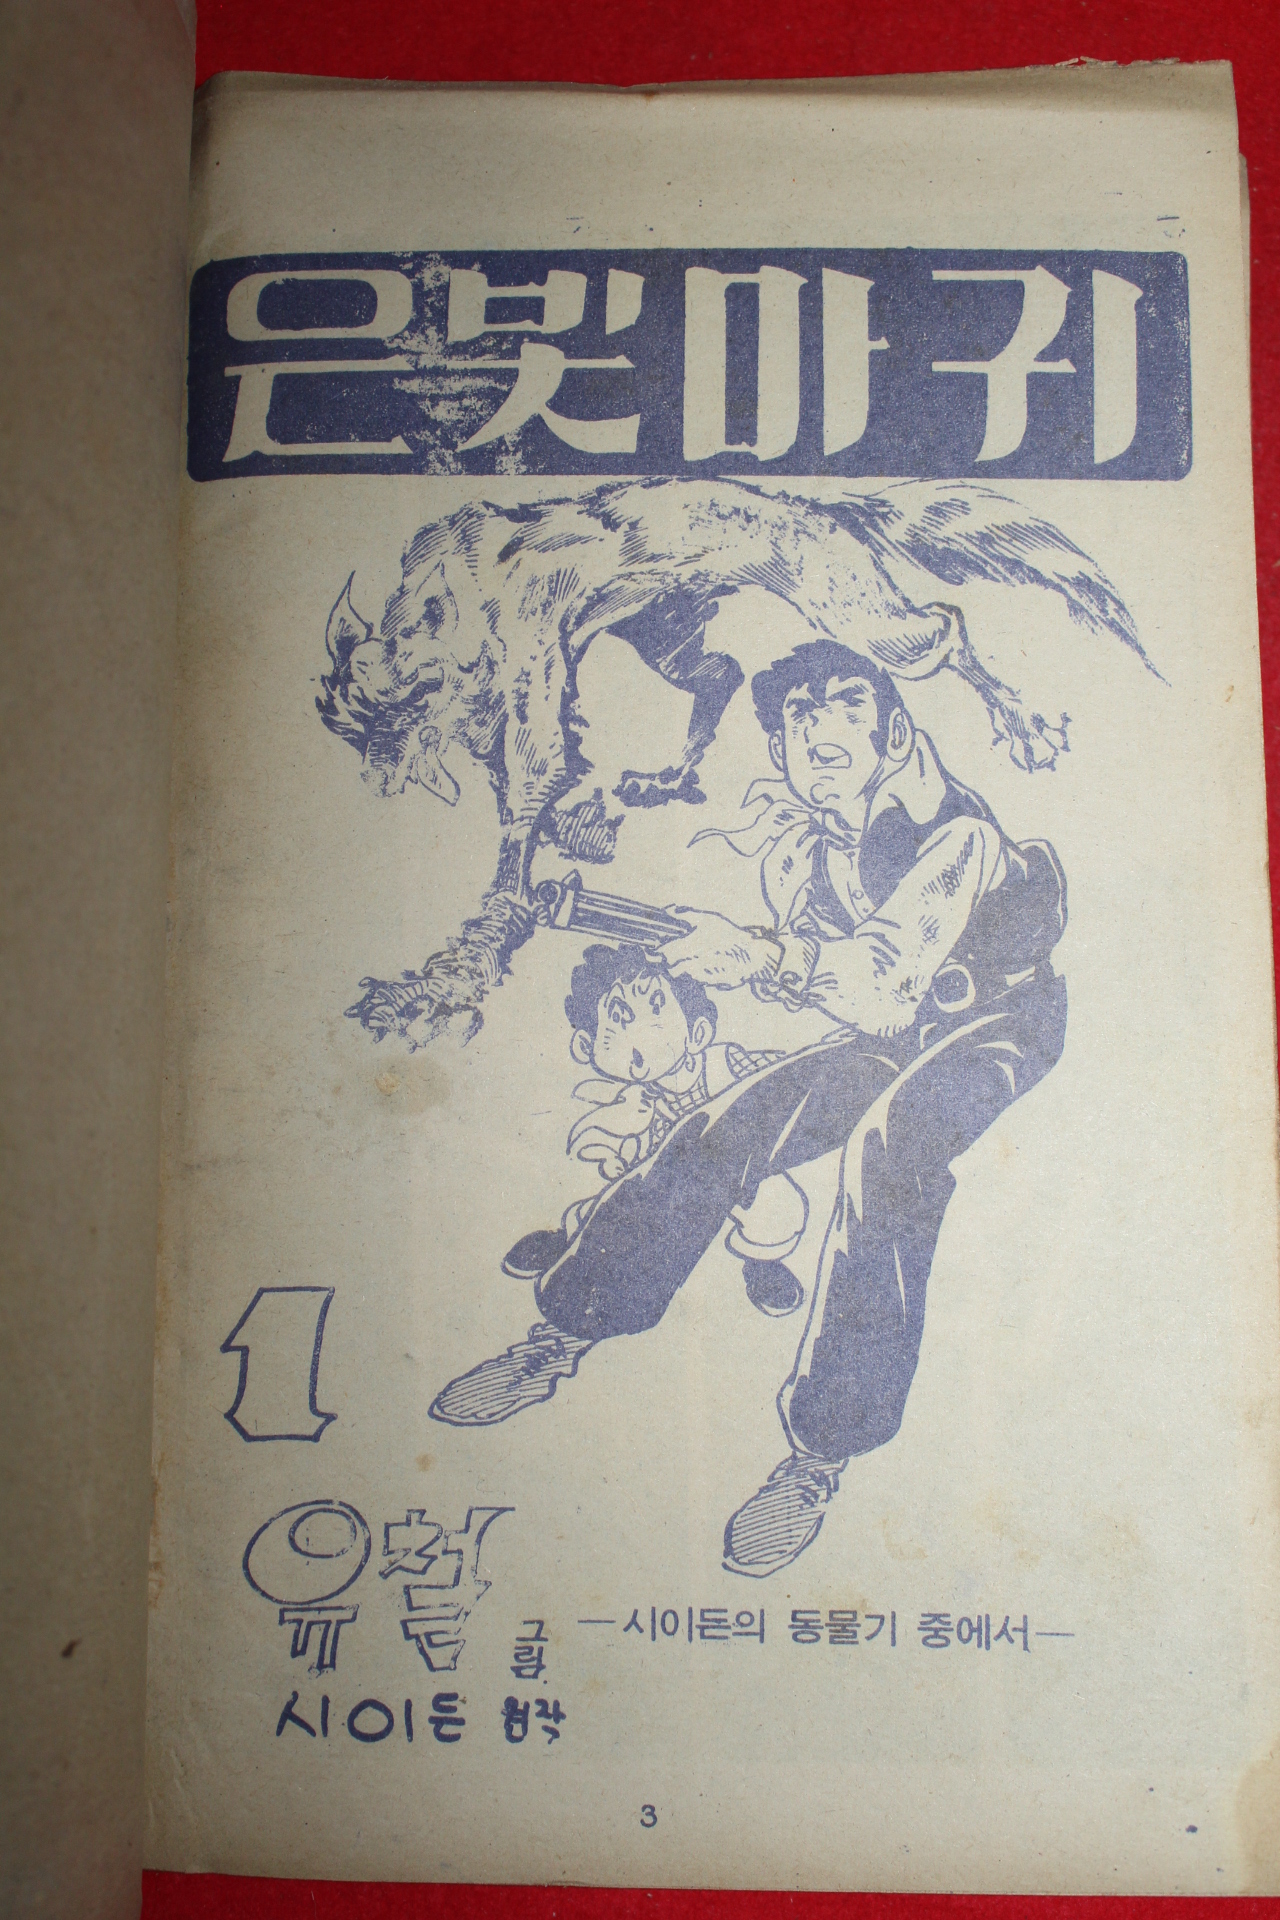 은빛마귀
1
유철 그림
—시이돈의 동물기 중에서—
시이돈 원작
3